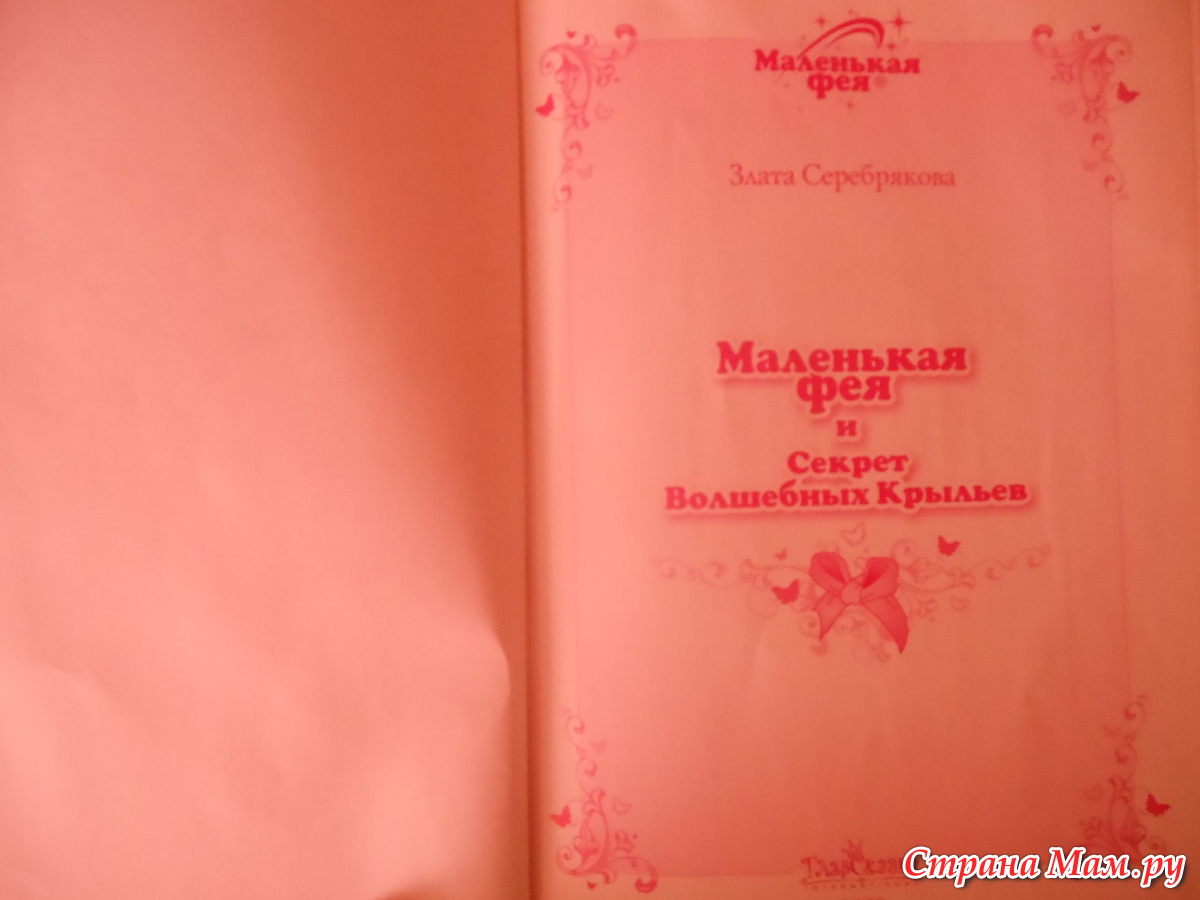 Маленькая
фея®
Злата Серебрякова
Маленькая
фея
и
Секрет
Волшебных Крыльев
Страна Мам.ру